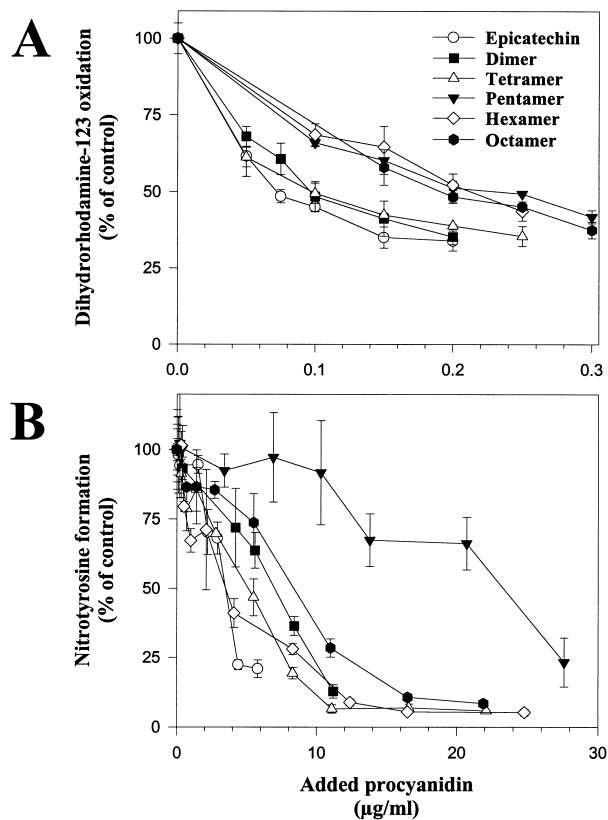 A
Dihydrorhodamine-123 oxidation
(% of control)
100
75
50
25
0
0.0
0.1
0.2
0.3
Epicatechin
Dimer
Tetramer
Pentamer
Hexamer
Octamer
B
Nitrotyrosine formation
(% of control)
100
75
50
25
0
0
10
20
30
Added procyanidin
(µg/ml)